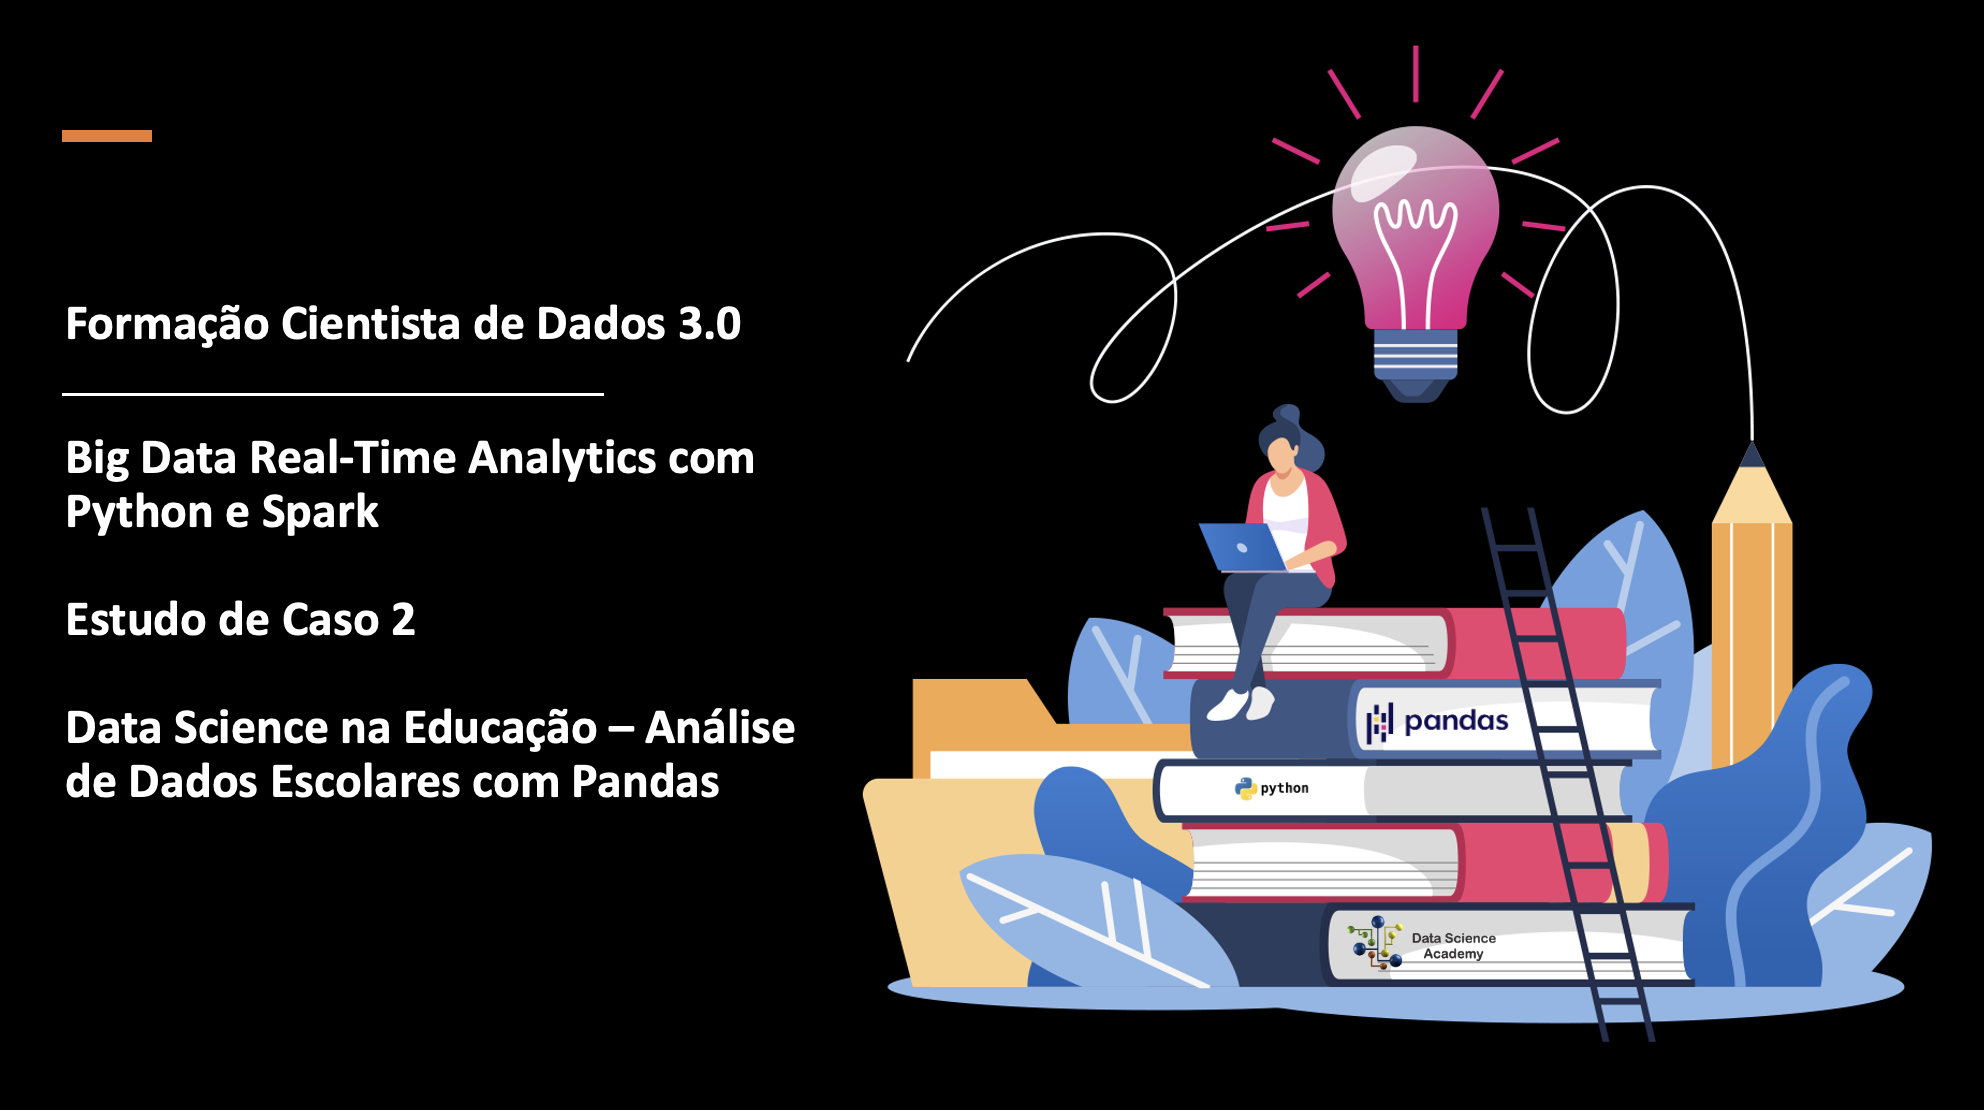 Formação Cientista de Dados 3.0
Big Data Real-Time Analytics com
Python e Spark
Estudo de Caso 2
Data Science na Educação – Análise
de Dados Escolares com Pandas
pandas
python
Data Science
Academy